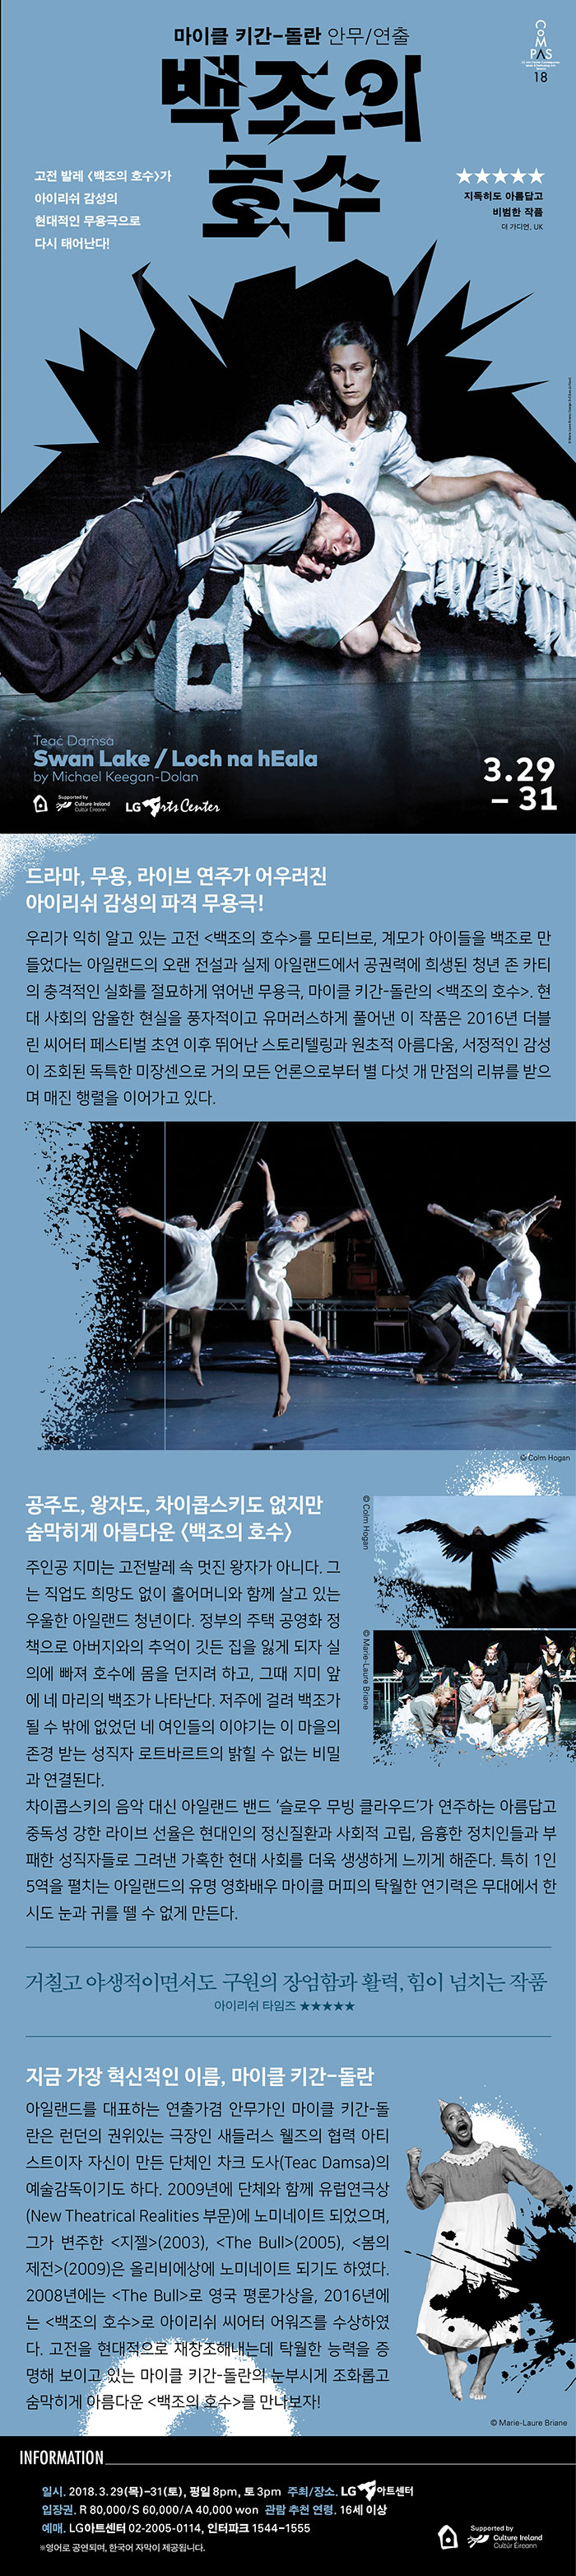 마이클 키간-돌란 안무/연출
COMPAS
18
백조의
호수
고전 발레 <백조의 호수>가
아이리쉬 감성의
현대적인 무용극으로
다시 태어난다!
★★★★★
지독히도 아름답고
비범한 작품
더 가디언, UK
Teać Daṁsa
Swan Lake / Loch na hEala
by Michael Keegan-Dolan
Supported by
Culture Ireland
Cultúr Éireann
LG Arts Center
3.29
- 31
드라마, 무용, 라이브 연주가 어우러진
아이리쉬 감성의 파격 무용극!
우리가 익히 알고 있는 고전 <백조의 호수>를 모티브로, 계모가 아이들을 백조로 만
들었다는 아일랜드의 오랜 전설과 실제 아일랜드에서 공권력에 희생된 청년 존 카티
의 충격적인 실화를 절묘하게 엮어낸 무용극, 마이클 키간-돌란의 <백조의 호수>. 현
대 사회의 암울한 현실을 풍자적이고 유머러스하게 풀어낸 이 작품은 2016년 더블
린 씨어터 페스티벌 초연 이후 뛰어난 스토리텔링과 원초적 아름다움, 서정적인 감성
이 조회된 독특한 미장센으로 거의 모든 언론으로부터 별 다섯 개 만점의 리뷰를 받으
며 매진 행렬을 이어가고 있다.
© Colm Hogan
공주도, 왕자도, 차이콥스키도 없지만
숨막히게 아름다운 <백조의 호수>
© Colm Hogan
© Marie-Laure Briane
주인공 지미는 고전발레 속 멋진 왕자가 아니다. 그
는 직업도 희망도 없이 홀어머니와 함께 살고 있는
우울한 아일랜드 청년이다. 정부의 주택 공영화 정
책으로 아버지와의 추억이 깃든 집을 잃게 되자 실
의에 빠져 호수에 몸을 던지려 하고, 그때 지미 앞
에 네 마리의 백조가 나타난다. 저주에 걸려 백조가
될 수 밖에 없었던 네 여인들의 이야기는 이 마을의
존경 받는 성직자 로트바르트의 밝힐 수 없는 비밀
과 연결된다.
차이콥스키의 음악 대신 아일랜드 밴드 '슬로우 무빙 클라우드'가 연주하는 아름답고
중독성 강한 라이브 선율은 현대인의 정신질환과 사회적 고립, 음흉한 정치인들과 부
패한 성직자들로 그려낸 가혹한 현대 사회를 더욱 생생하게 느끼게 해준다. 특히 1인
5역을 펼치는 아일랜드의 유명 영화배우 마이클 머피의 탁월한 연기력은 무대에서 한
시도 눈과 귀를 뗄 수 없게 만든다.
거칠고 야생적이면서도 구원의 장엄함과 활력, 힘이 넘치는 작품
아이리쉬 타임즈 ★★★★★
지금 가장 혁신적인 이름, 마이클 키간-돌란
아일랜드를 대표하는 연출가겸 안무가인 마이클 키간-돌
란은 런던의 권위있는 극장인 새들러스 웰즈의 협력 아티
스트이자 자신이 만든 단체인 차크 도사(Teac Damsa)의
예술감독이기도 하다. 2009년에 단체와 함께 유럽연극상
(New Theatrical Realities 부문)에 노미네이트 되었으며,
그가 변주한 <지젤>(2003), <The Bull>(2005), <봄의
제전>(2009)은 올리비에상에 노미네이트 되기도 하였다.
2008년에는 <The Bull>로 영국 평론가상을, 2016년에
는 <백조의 호수>로 아이리쉬 씨어터 어워즈를 수상하였
다. 고전을 현대적으로 재창조해내는데 탁월한 능력을 증
명해 보이고 있는 마이클 키간-돌란의 눈부시게 조화롭고
숨막히게 아름다운 <백조의 호수>를 만나보자!
© Marie-Laure Briane
INFORMATION
일시. 2018.3.29(목)-31(토), 평일 8pm, 토 3pm 주최/장소. LG아트센터
입장권. R 80,000/S 60,000/A 40,000 won 관람 추천 연령. 16세 이상
예매. LG아트센터 02-2005-0114, 인터파크 1544-1555
※영어로 공연되며, 한국어 자막이 제공됩니다.
Supported by
Culture Ireland
Cultúr Éireann